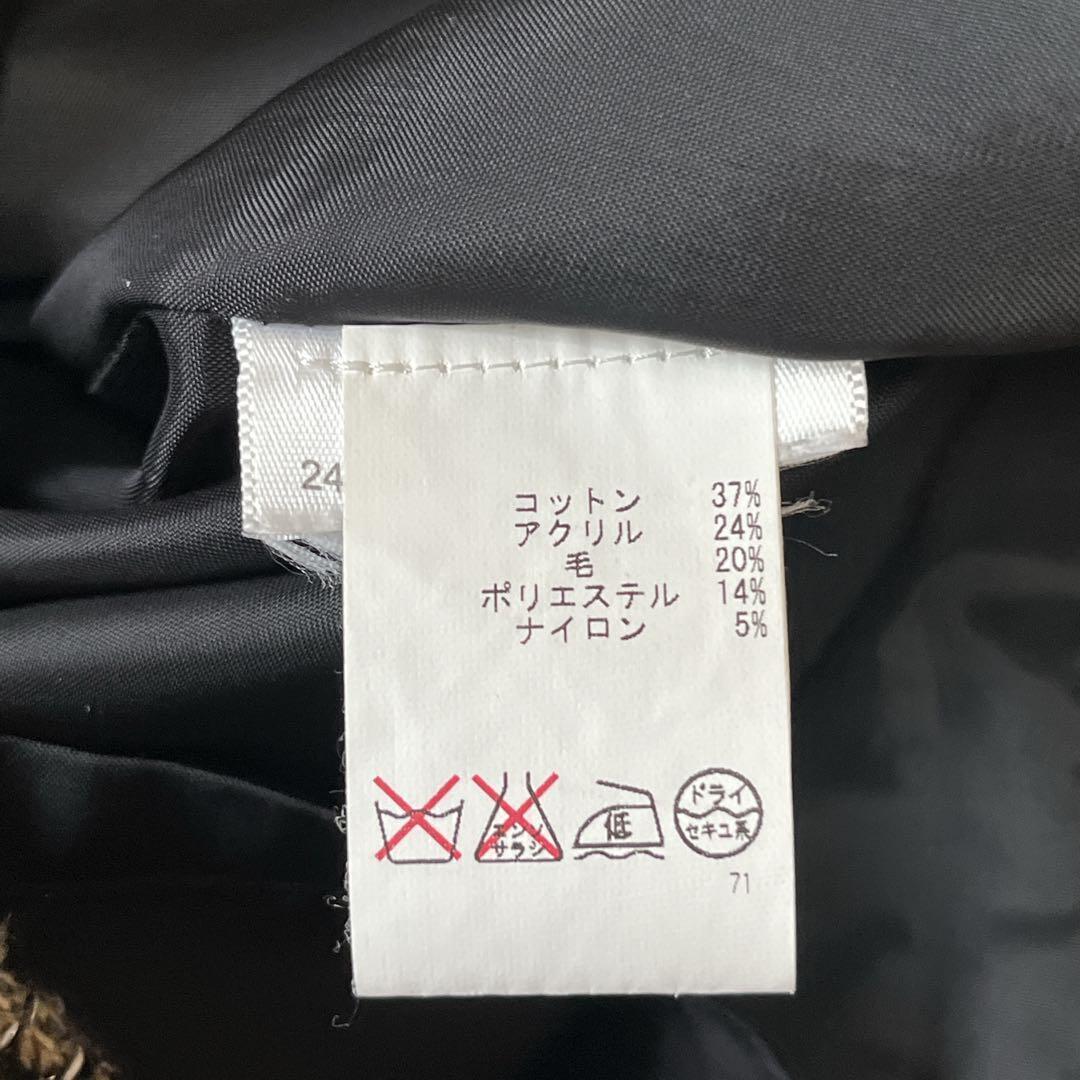 24
コットン 37%
アクリル 24%
毛 20%
ポリエステル 14%
ナイロン 5%
エンソ
サラシ
低
ドライ
セキユ系
71